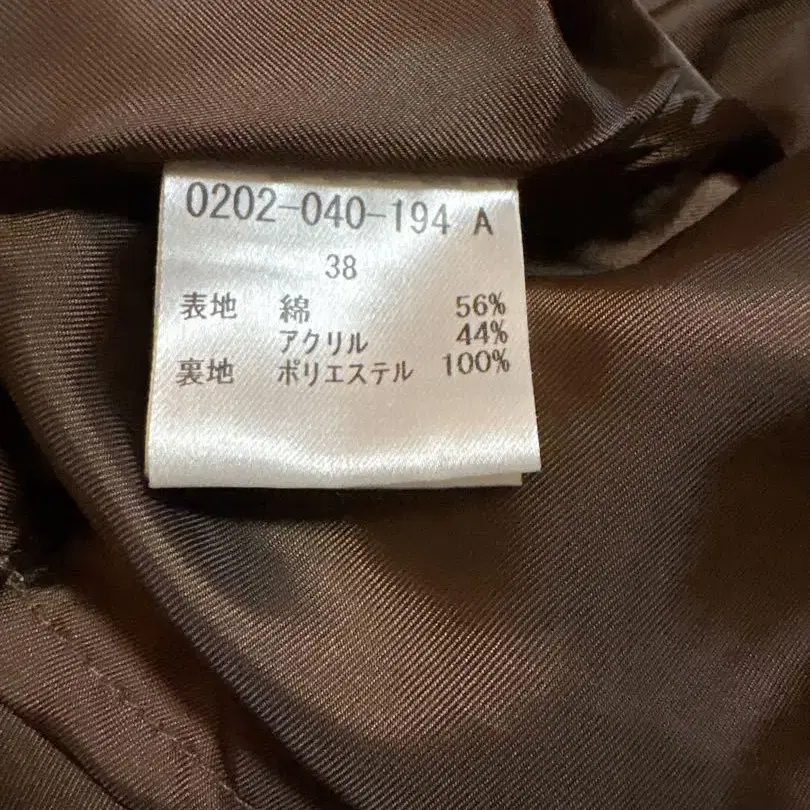 0202-040-194 A
38
表地 綿 56%
アクリル 44%
裏地 ポリエステル 100%